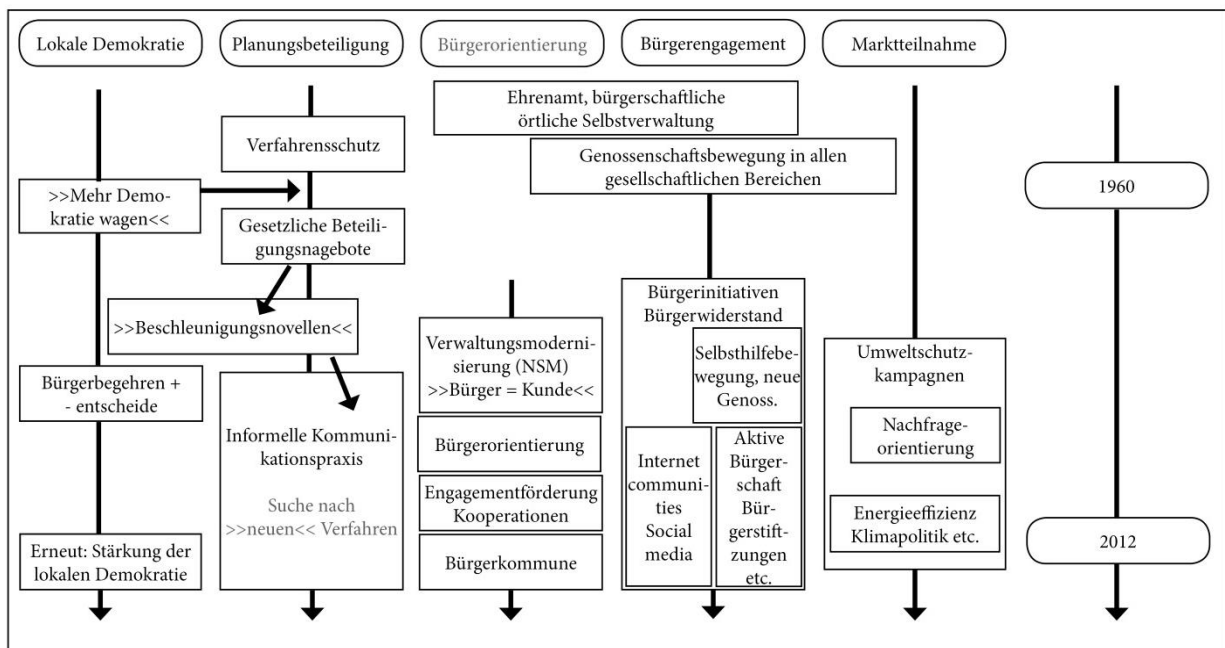 Lokale Demokratie
Planungsbeteiligung
Bürgerorientierung
Bürgerengagement
Marktteilnahme
Ehrenamt, bürgerschaftliche
örtliche Selbstverwaltung
Verfahrensschutz
Genossenschaftsbewegung in allen
gesellschaftlichen Bereichen
1960
>>Mehr Demo-
kratie wagen<<
Gesetzliche Beteili-
gungsnagebote
>>Beschleunigungsnovellen<<
Bürgerbegehren +
- entscheide
Informelle Kommuni-
kationspraxis
Suche nach
>>neuen<< Verfahren
Erneut: Stärkung der
lokalen Demokratie
Verwaltungsmoderni-
sierung (NSM)
>>Bürger = Kunde<<
Bürgerorientierung
Engagementförderung
Kooperationen
Bürgerkommune
Bürgerinitiativen
Bürgerwiderstand
Selbsthilfebe-
wegung, neue
Genoss.
Internet
communi-
ties
Social
media
Aktive
Bürger-
schaft
Bür-
gerstift-
zungen
etc.
Umweltschutz-
kampagnen
Nachfrage-
orientierung
Energieeffizienz
Klimapolitik etc.
2012